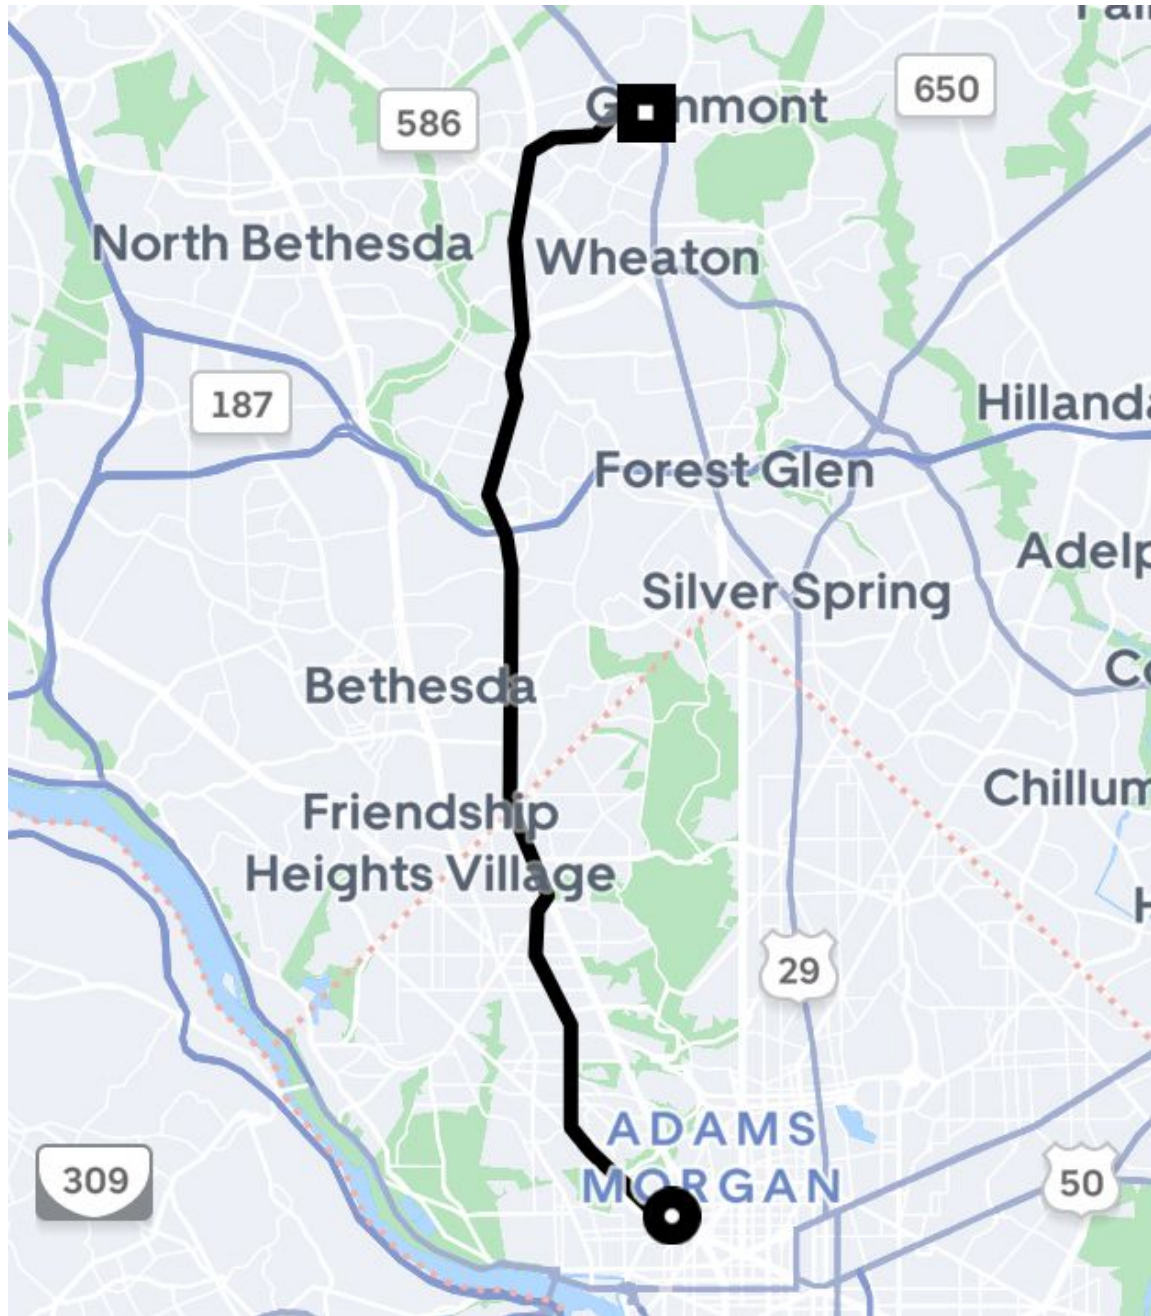 650
586
North Bethesda
Wheaton
187
Forest Glen
Silver Spring
Bethesda
Friendship
Heights Village
29
ADAMS
MORGAN
309
50